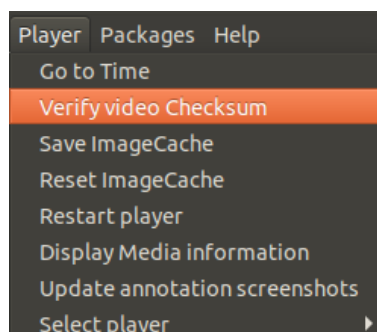 Player Packages Help
Go to Time
Verify video Checksum
Save ImageCache
Reset ImageCache
Restart player
Display Media information
Update annotation screenshots
Select player